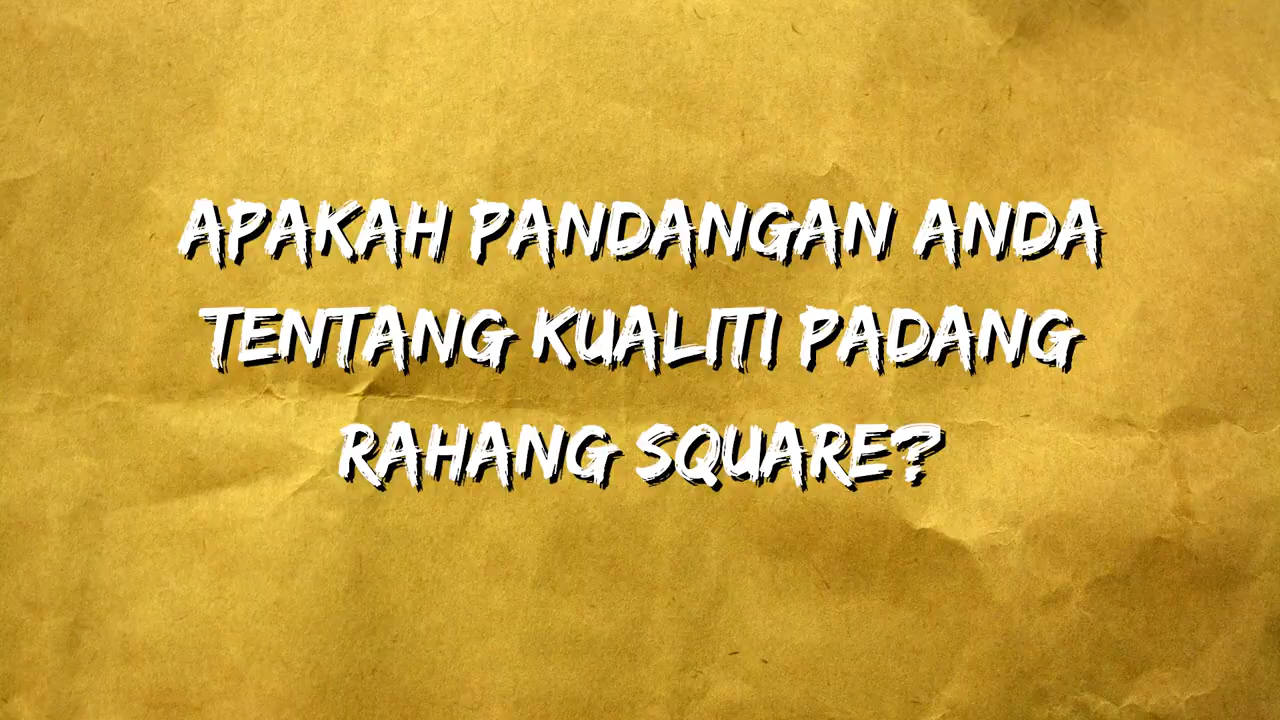 APAKAH PANDANGAN ANDA
TENTANG KUALITI PADANG
RAHANG SQUARE?